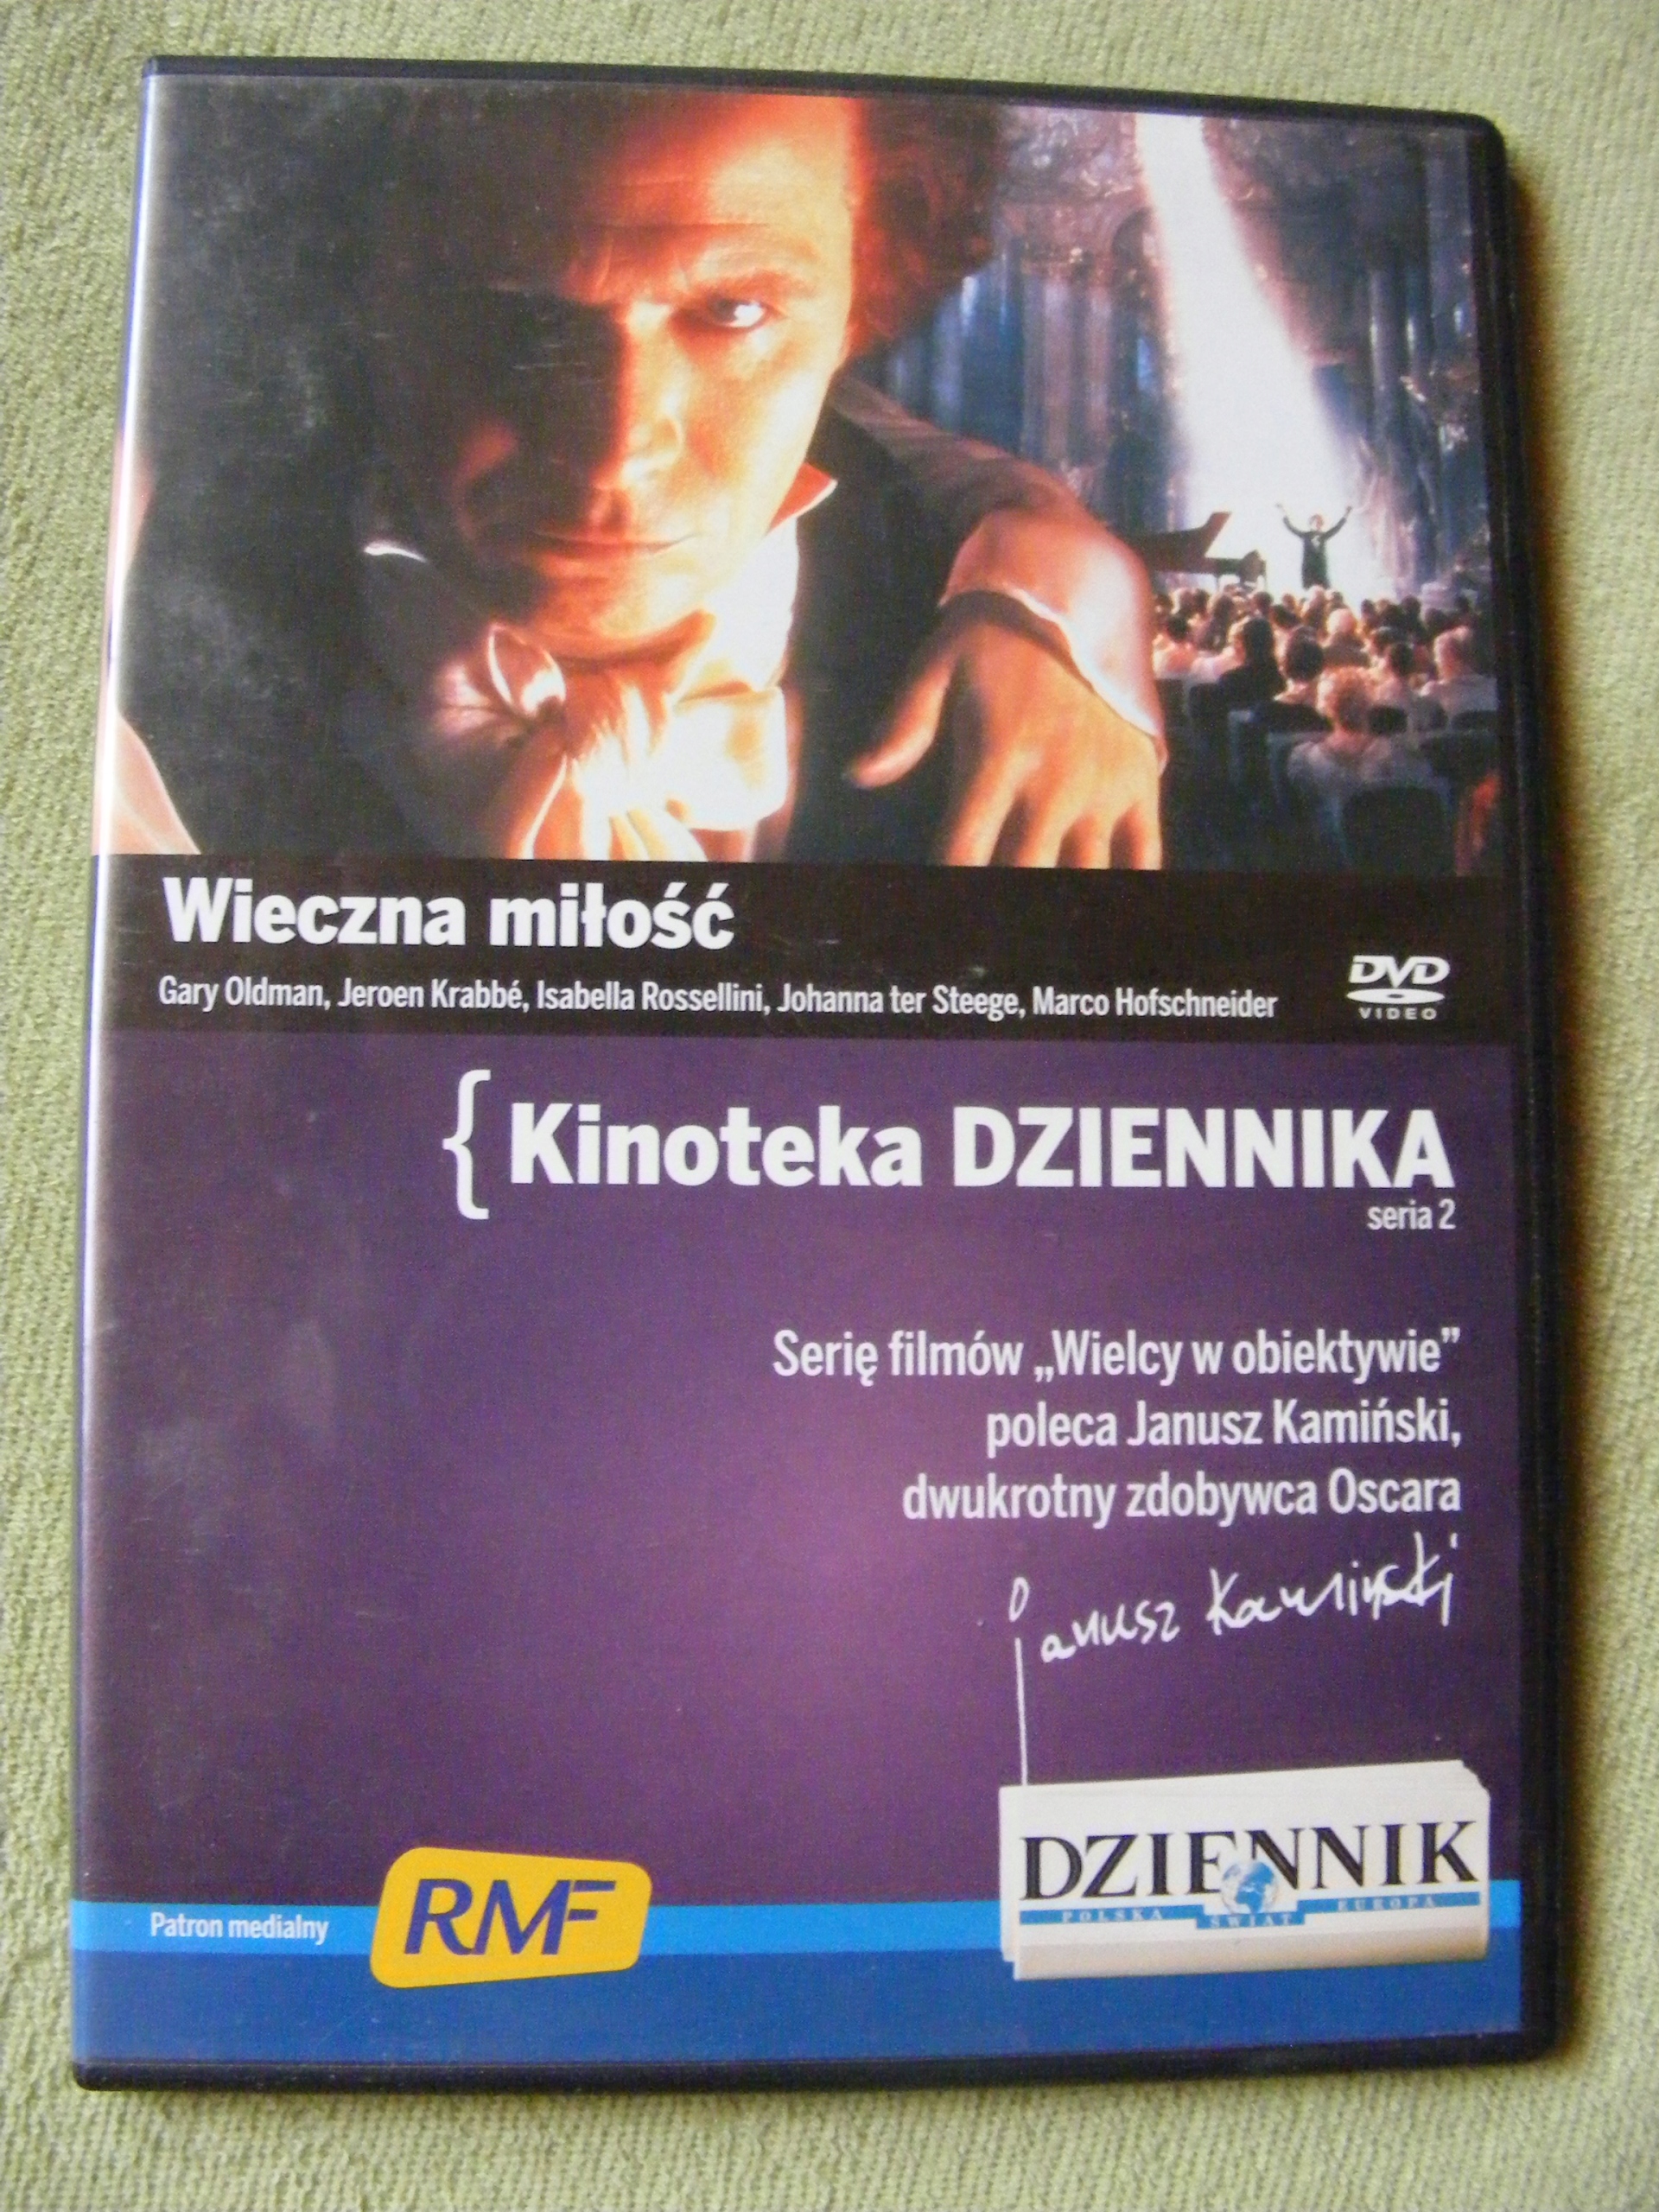 Wieczna miłość
Gary Oldman, Jeroen Krabbé, Isabella Rossellini, Johanna ter Steege, Marco Hofschneider
DVD
VIDEO
{Kinoteka DZIENNIKA
seria 2
Serię filmów „Wielcy w obiektywie”
poleca Janusz Kamiński,
dwukrotny zdobywca Oscara
Janusz Kamiński
DZIENNIK
POLSKA ŚWIAT EUROPA
Patron medialny
RMF